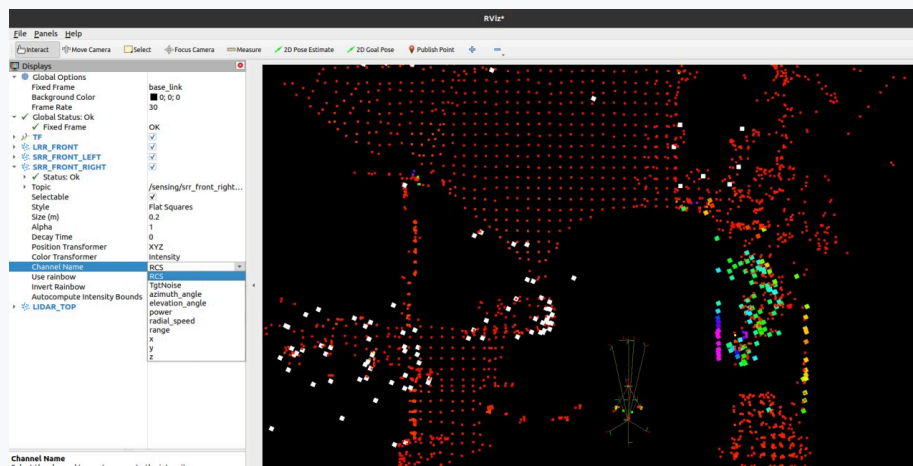 RViz*
File Panels Help
Interact Move Camera Select Focus Camera Measure 2D Pose Estimate 2D Goal Pose Publish Point
Displays
Global Options
Fixed Frame base_link
Background Color 0; 0; 0
Frame Rate 30
Global Status: Ok
Fixed Frame OK
TF
LRR_FRONT
SRR_FRONT_LEFT
SRR_FRONT_RIGHT
Status: Ok
Topic /sensing/srr_front_right...
Selectable
Style Flat Squares
Size (m) 0.2
Alpha 1
Decay Time 0
Position Transformer XYZ
Color Transformer Intensity
Channel Name RCS
Use rainbow RCS
Invert Rainbow TgtNoise
Autocompute Intensity Bounds azimuth_angle
LIDAR_TOP elevation_angle
power
radial_speed
range
x
y
z
Channel Name